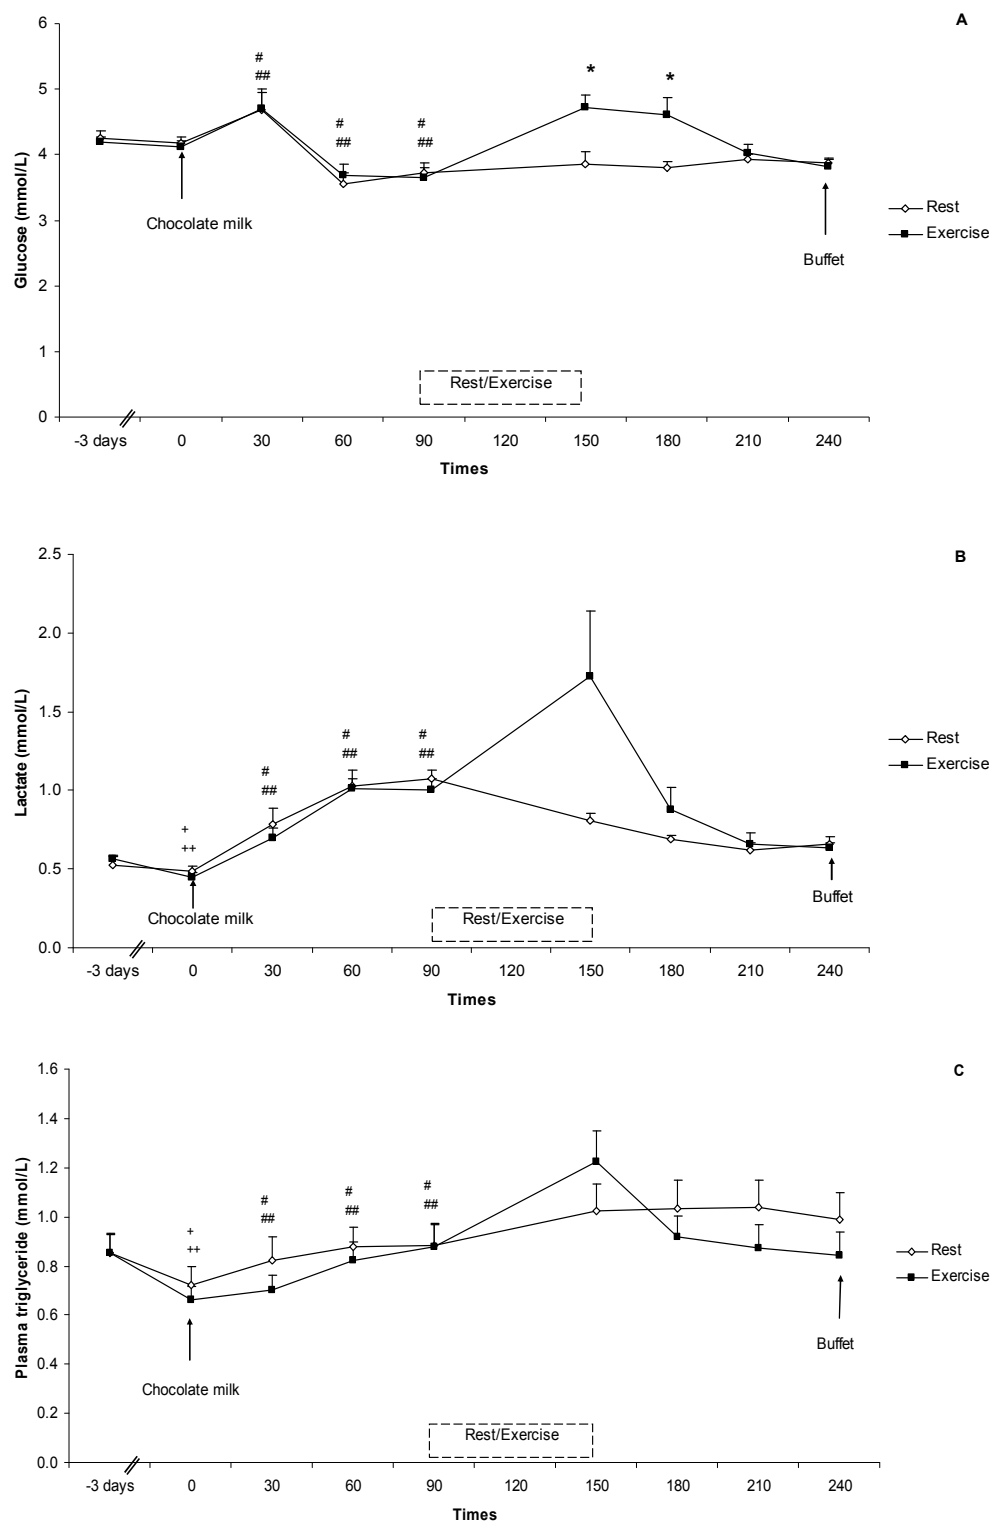 A
6
5
4
3
2
1
0
Glucose (mmol/L)
#
##
#
##
#
##
*
*
Chocolate milk
Buffet
Rest
Exercise
Rest/Exercise
-3 days 0 30 60 90 120 150 180 210 240
Times
B
2.5
2.0
1.5
1.0
0.5
0.0
Lactate (mmol/L)
+
++
#
##
#
##
#
##
Chocolate milk
Buffet
Rest
Exercise
Rest/Exercise
-3 days 0 30 60 90 120 150 180 210 240
Times
C
1.6
1.4
1.2
1.0
0.8
0.6
0.4
0.2
0.0
Plasma triglyceride (mmol/L)
+
++
#
##
#
##
#
##
Chocolate milk
Buffet
Rest
Exercise
Rest/Exercise
-3 days 0 30 60 90 120 150 180 210 240
Times